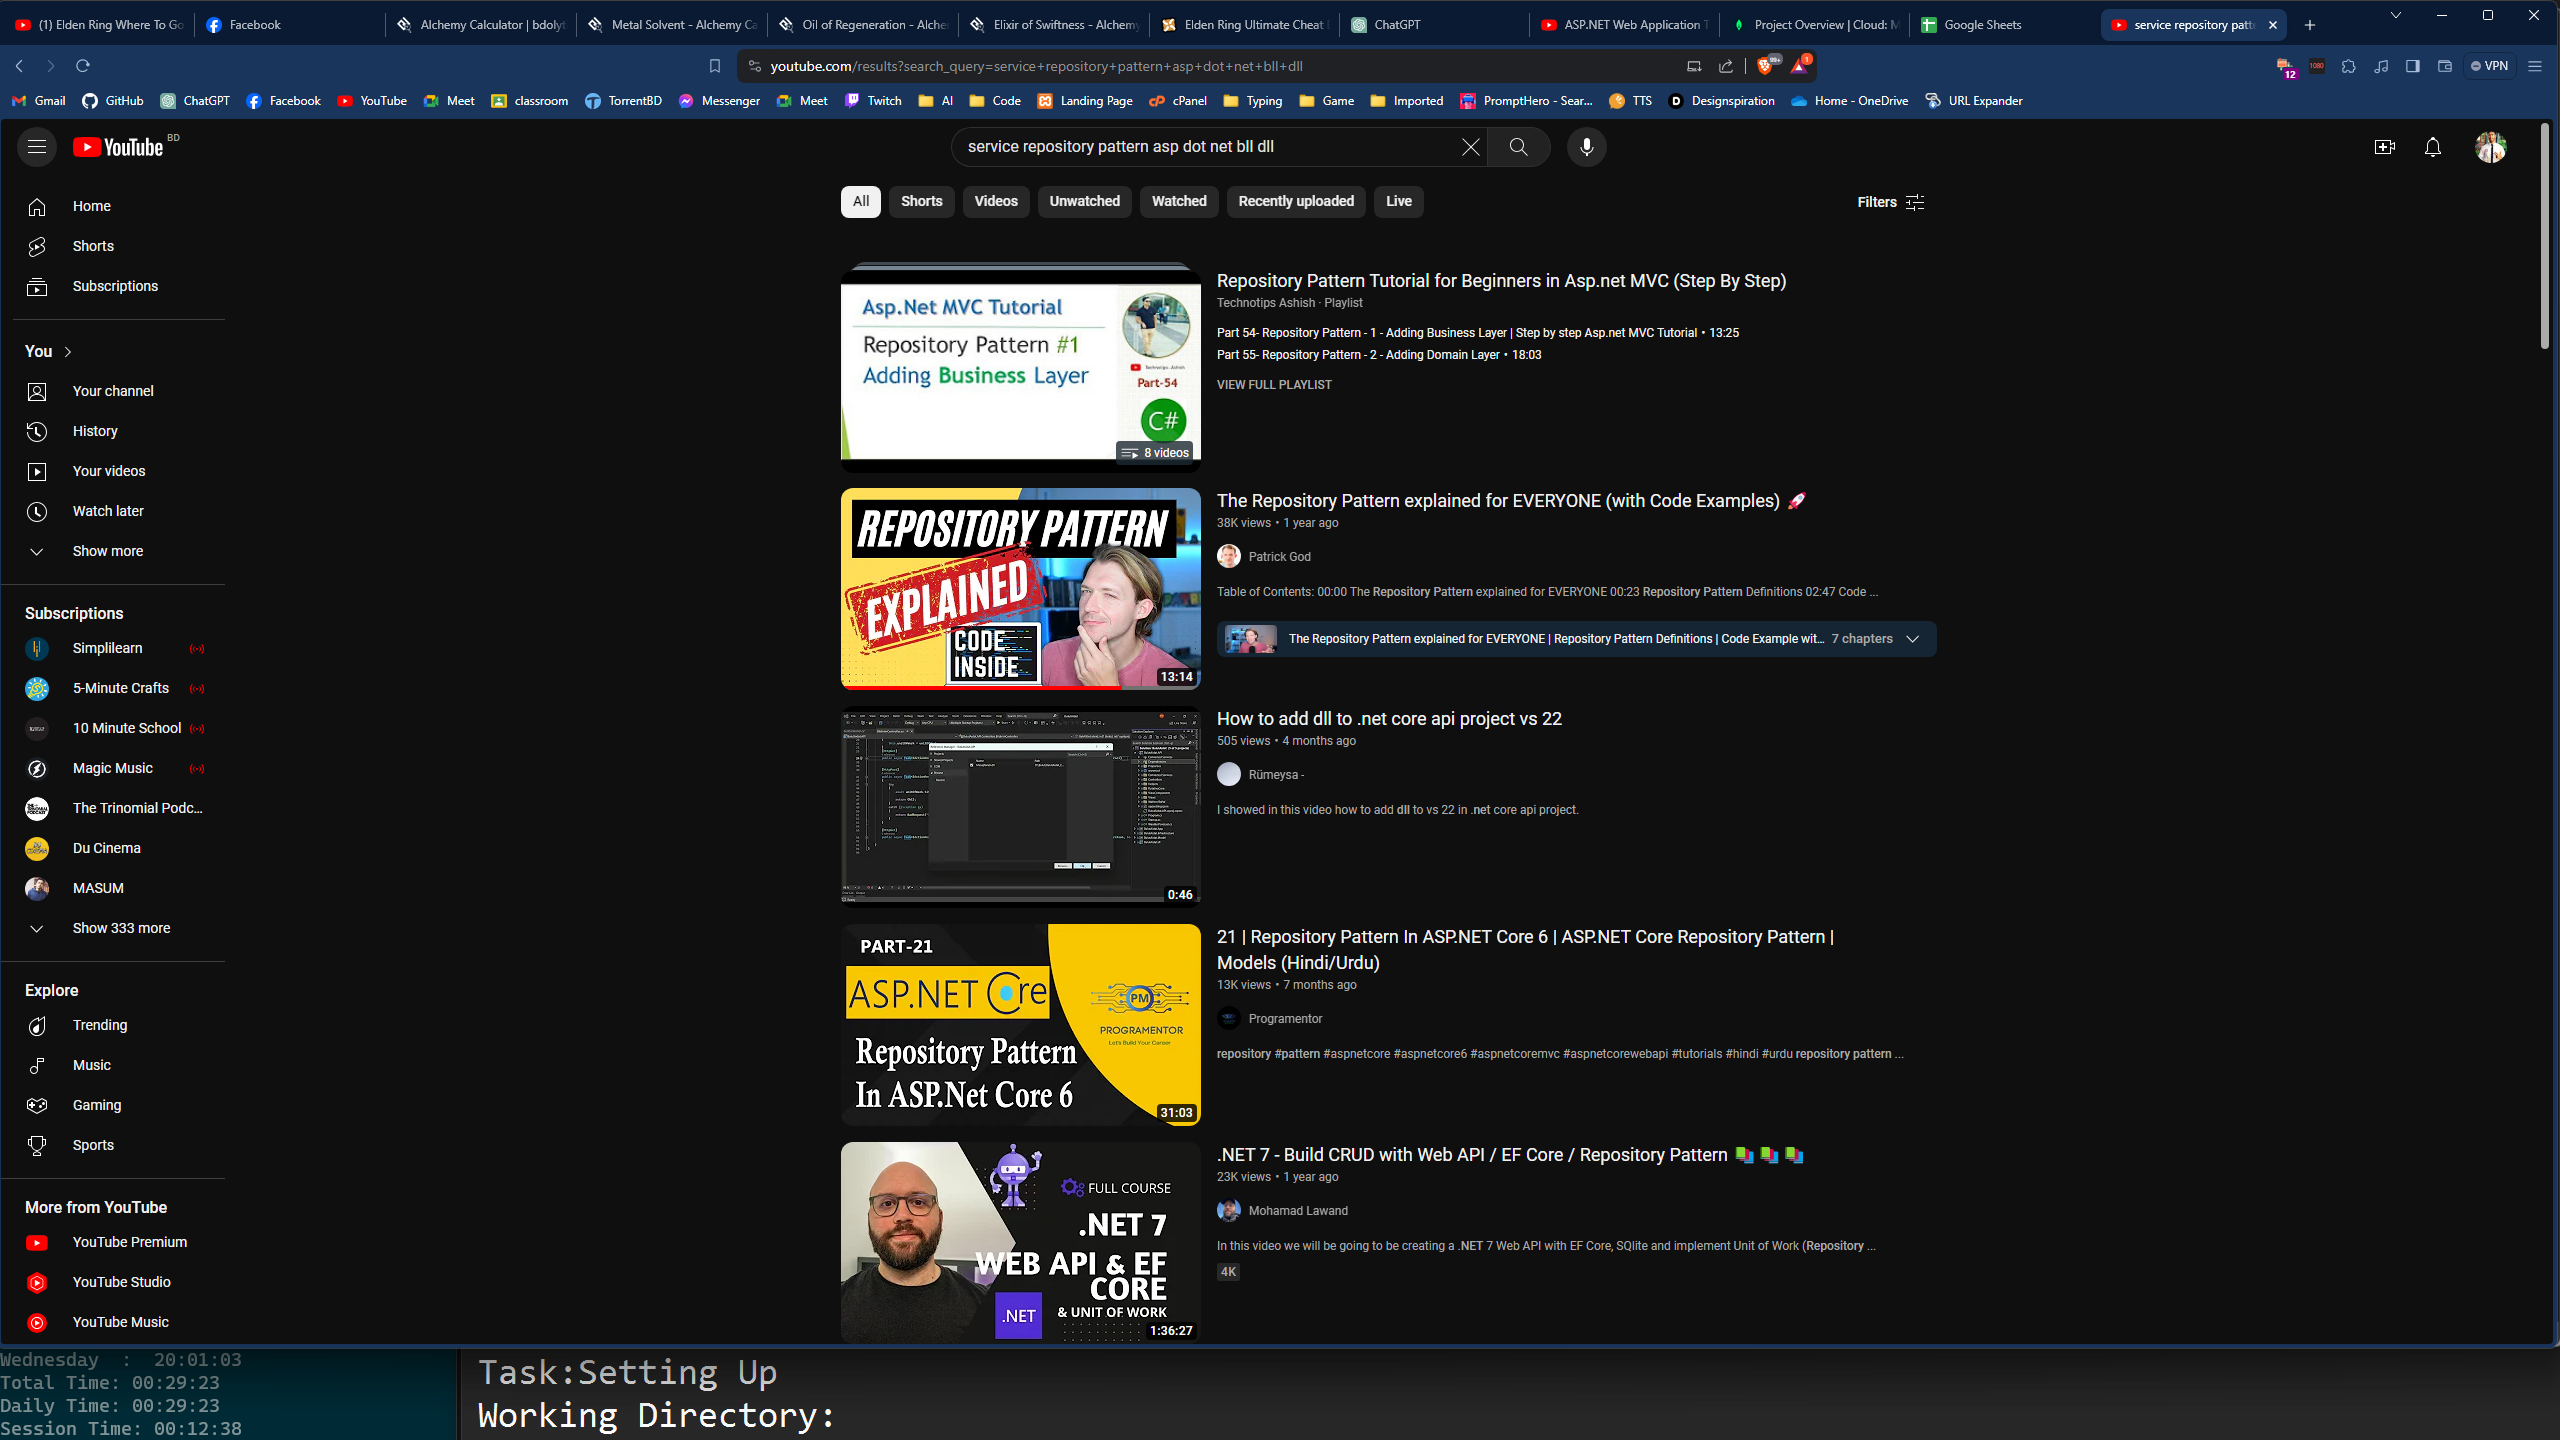 (1) Elden Ring Where To Go
Facebook
Alchemy Calculator | bdolyt
Metal Solvent - Alchemy Ca
Oil of Regeneration - Alche
Elixir of Swiftness - Alchemy
Elden Ring Ultimate Cheat
ChatGPT
ASP.NET Web Application T
Project Overview | Cloud: M
Google Sheets
service repository patte
youtube.com/results?search_query=service+repository+pattern+asp+dot+net+bll+dll
99+
1
12
1080
VPN
Gmail
GitHub
ChatGPT
Facebook
YouTube
Meet
classroom
TorrentBD
Messenger
Meet
Twitch
AI
Code
Landing Page
cPanel
Typing
Game
Imported
PromptHero - Sear...
TTS
Designspiration
Home - OneDrive
URL Expander
YouTube BD
service repository pattern asp dot net bll dll
All
Shorts
Videos
Unwatched
Watched
Recently uploaded
Live
Filters
Home
Shorts
Subscriptions
You
Your channel
History
Your videos
Watch later
Show more
Subscriptions
Simplilearn
5-Minute Crafts
10 Minute School
Magic Music
The Trinomial Podc...
Du Cinema
MASUM
Show 333 more
Explore
Trending
Music
Gaming
Sports
More from YouTube
YouTube Premium
YouTube Studio
YouTube Music
Asp.Net MVC Tutorial
Repository Pattern #1
Adding Business Layer
Part-54
C#
8 videos
Repository Pattern Tutorial for Beginners in Asp.net MVC (Step By Step)
Technotips Ashish · Playlist
Part 54- Repository Pattern - 1 - Adding Business Layer | Step by step Asp.net MVC Tutorial • 13:25
Part 55- Repository Pattern - 2 - Adding Domain Layer • 18:03
VIEW FULL PLAYLIST
REPOSITORY PATTERN
EXPLAINED
CODE
INSIDE
13:14
The Repository Pattern explained for EVERYONE (with Code Examples) 🚀
38K views • 1 year ago
Patrick God
Table of Contents: 00:00 The Repository Pattern explained for EVERYONE 00:23 Repository Pattern Definitions 02:47 Code ...
The Repository Pattern explained for EVERYONE | Repository Pattern Definitions | Code Example wit... 7 chapters
0:46
How to add dll to .net core api project vs 22
505 views • 4 months ago
Rümeysa -
I showed in this video how to add dll to vs 22 in .net core api project.
PART-21
ASP.NET Core
Repository Pattern
In ASP.Net Core 6
PM
PROGRAMENTOR
Let's Build Your Career
31:03
21 | Repository Pattern In ASP.NET Core 6 | ASP.NET Core Repository Pattern |
Models (Hindi/Urdu)
13K views • 7 months ago
Programentor
repository #pattern #aspnetcore #aspnetcore6 #aspnetcoremvc #aspnetcorewebapi #tutorials #hindi #urdu repository pattern ...
FULL COURSE
.NET 7
WEB API & EF
CORE
& UNIT OF WORK
.NET
1:36:27
.NET 7 - Build CRUD with Web API / EF Core / Repository Pattern 📚 📚 📚
23K views • 1 year ago
Mohamad Lawand
In this video we will be going to be creating a .NET 7 Web API with EF Core, SQlite and implement Unit of Work (Repository ...
4K
Wednesday : 20:01:03
Total Time: 00:29:23
Daily Time: 00:29:23
Session Time: 00:12:38
Task:Setting Up
Working Directory: